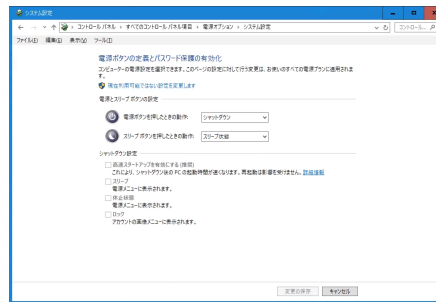 システム設定
← → ↑ コントロール パネル › すべてのコントロール パネル項目 › 電源オプション › システム設定 コントロール...
ファイル(F) 編集(E) 表示(V) ツール(T)
電源ボタンの定義とパスワード保護の有効化
コンピューターの電源設定を選択できます。このページの設定に対して行う変更は、お使いのすべての電源プランに適用されま
す。
現在利用可能ではない設定を変更します
電源とスリープ ボタンの設定
電源ボタンを押したときの動作: シャットダウン
スリープ ボタンを押したときの動作: スリープ状態
シャットダウン設定
高速スタートアップを有効にする (推奨)
これにより、シャットダウン後の PC の起動時間が速くなります。再起動は影響を受けません。詳細情報
スリープ
電源メニューに表示されます。
休止状態
電源メニューに表示されます。
ロック
アカウントの画像メニューに表示されます。
変更の保存 キャンセル